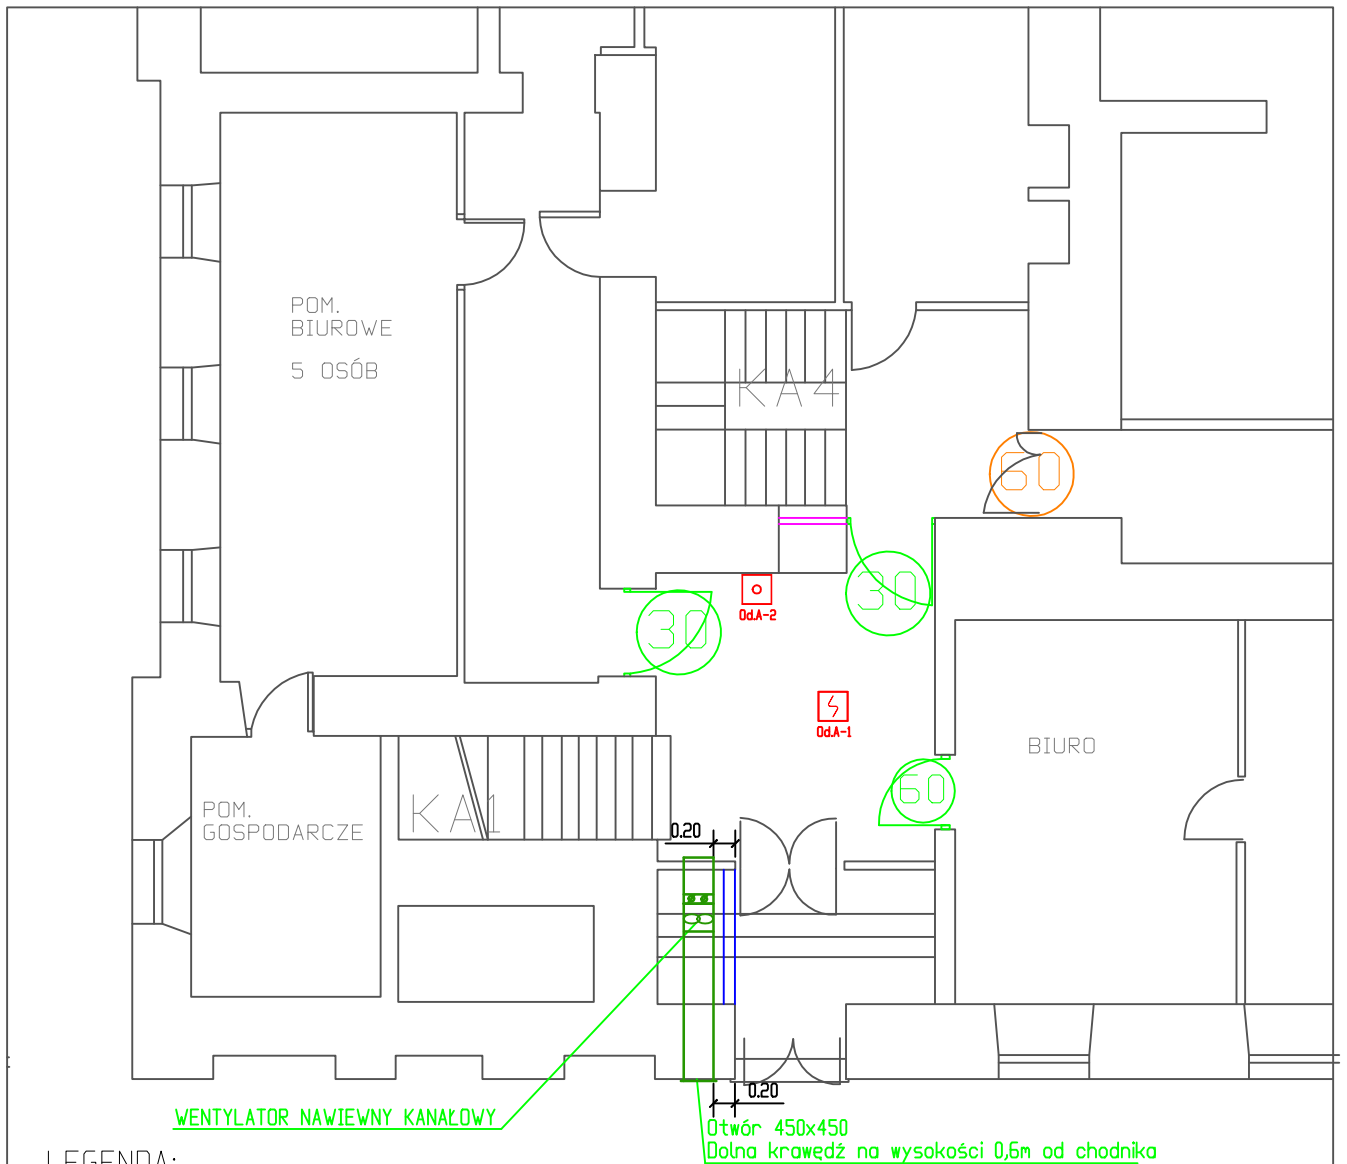 POM.
BIUROWE
5 OSÓB
KA4
60
30
Od.A-2
30
Od.A-1
BIURO
60
POM.
GOSPODARCZE
KA1
0.20
0.20
WENTYLATOR NAWIEWNY KANAŁOWY
Otwór 450x450
Dolna krawędź na wysokości 0,6m od chodnika
LEGENDA: